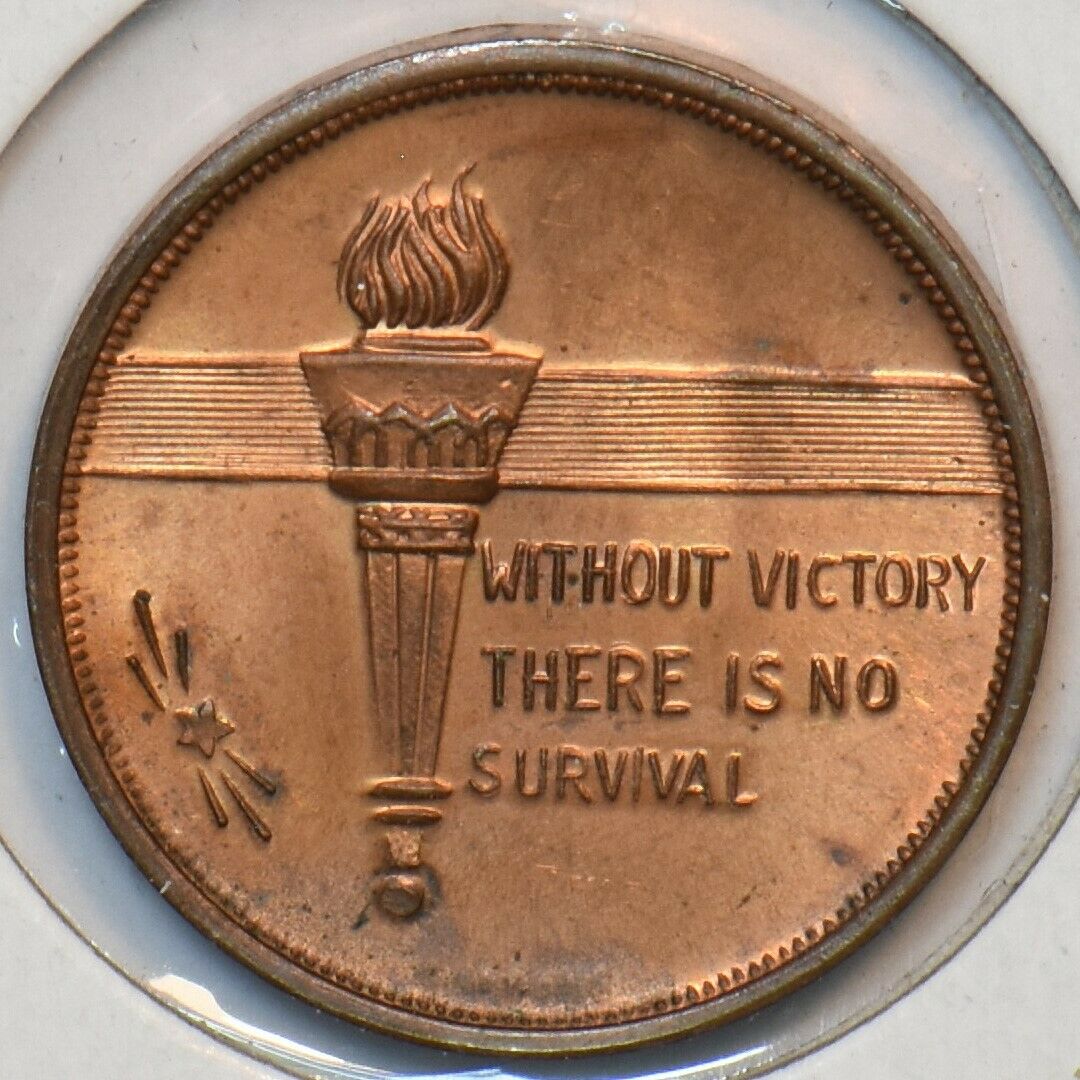 WITHOUT VICTORY
THERE IS NO
SURVIVAL